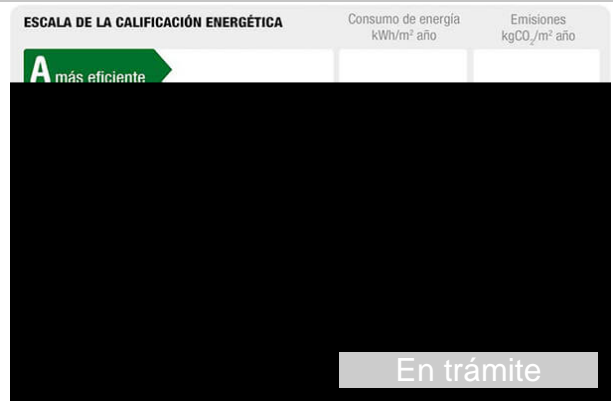 ESCALA DE LA CALIFICACIÓN ENERGÉTICA
Consumo de energía
kWh/m² año
Emisiones
kgCO₂/m² año
A más eficiente
En trámite